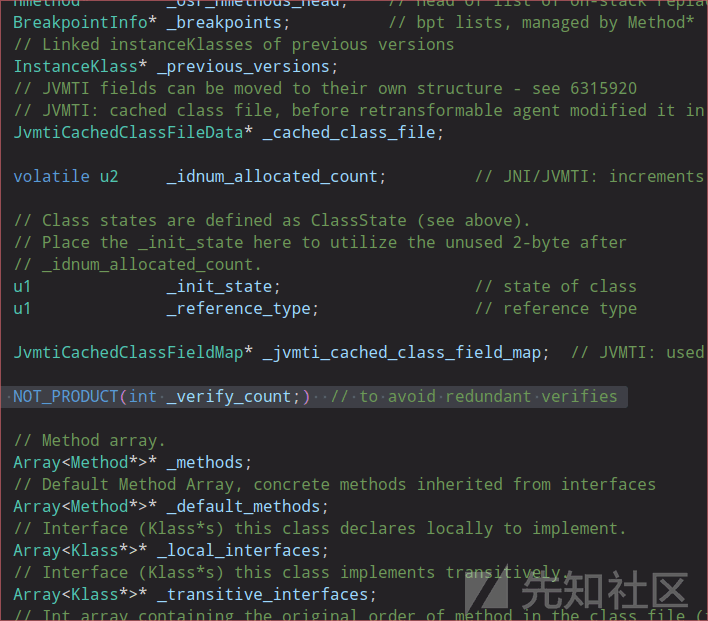 nmethod* _osr_nmethods_head; // Head of list of on-stack replac
BreakpointInfo* _breakpoints; // bpt lists, managed by Method*
// Linked instanceKlasses of previous versions
InstanceKlass* _previous_versions;
// JVMTI fields can be moved to their own structure - see 6315920
// JVMTI: cached class file, before retransformable agent modified it in
JvmtiCachedClassFileData* _cached_class_file;
volatile u2 _idnum_allocated_count; // JNI/JVMTI: increments
// Class states are defined as ClassState (see above).
// Place the _init_state here to utilize the unused 2-byte after
// _idnum_allocated_count.
u1 _init_state; // state of class
u1 _reference_type; // reference type
JvmtiCachedClassFieldMap* _jvmti_cached_class_field_map; // JVMTI: used
NOT_PRODUCT(int _verify_count;) // to avoid redundant verifies
// Method array.
Array<Method*>* _methods;
// Default Method Array, concrete methods inherited from interfaces
Array<Method*>* _default_methods;
// Interface (Klass*s) this class declares locally to implement.
Array<Klass*>* _local_interfaces;
// Interface (Klass*s) this class implements transitively.
Array<Klass*>* _transitive_interfaces;
// Int array containing the original order of method in the class file (
先知社区